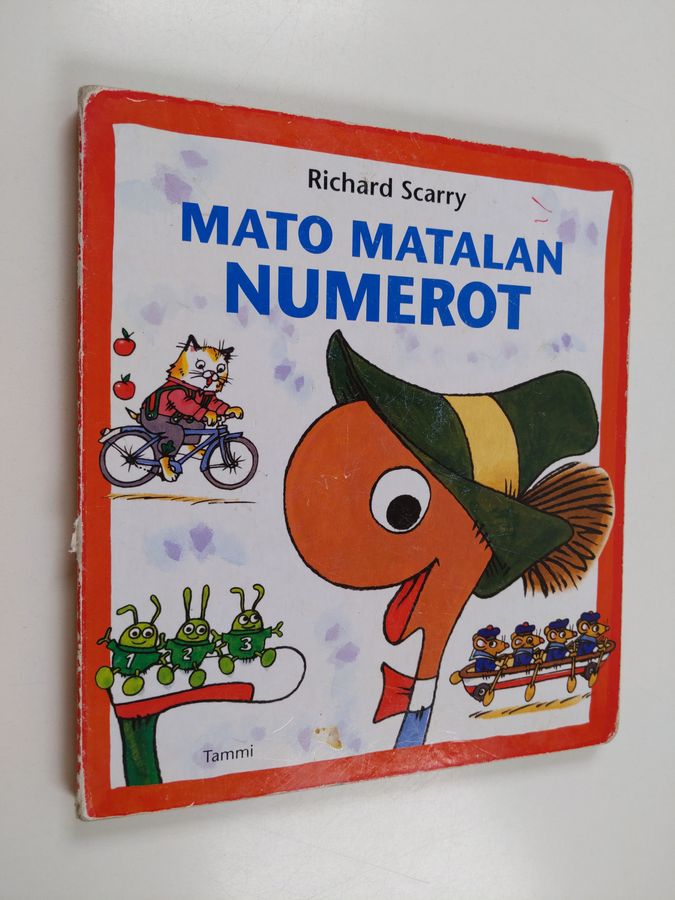 Richard Scarry
MATO MATALAN
NUMEROT
1 2 3
Tammi